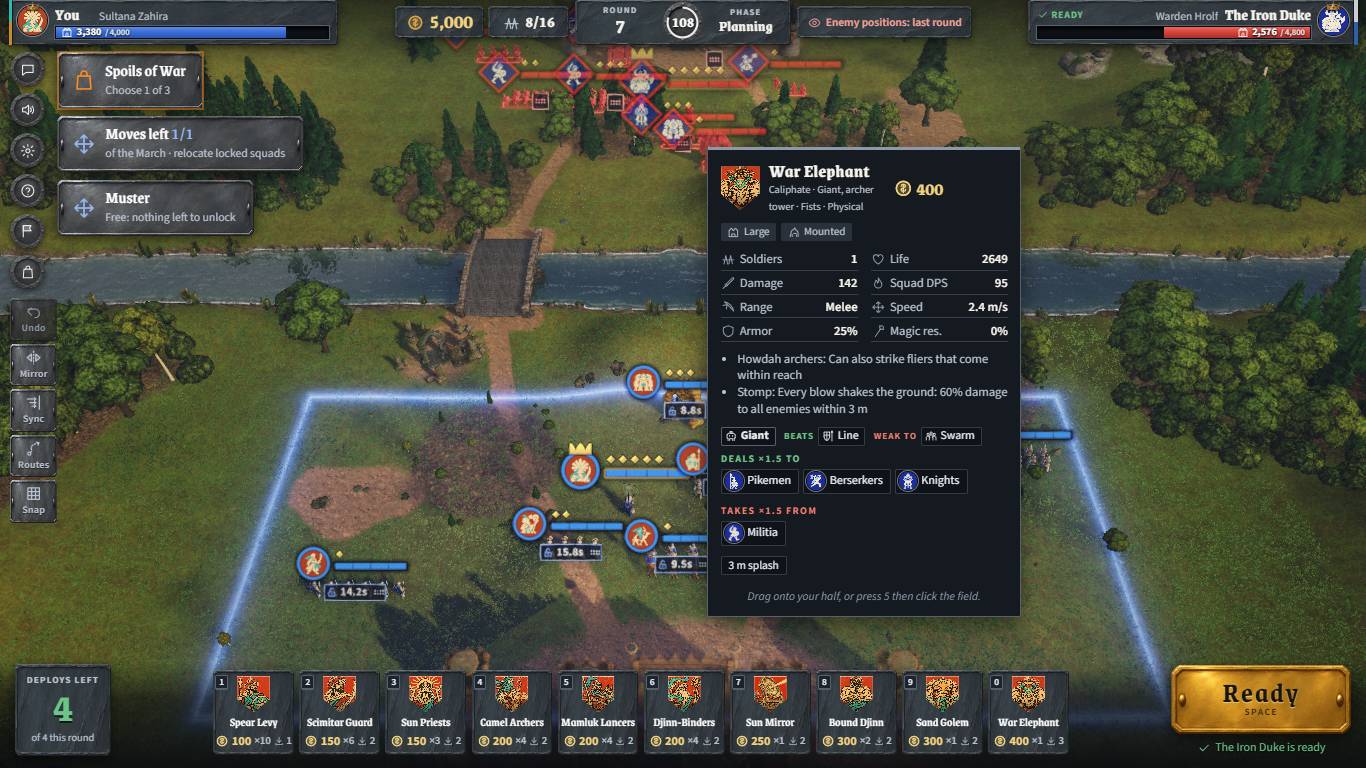 You Sultana Zahira
3,380 / 4,000
5,000
8/16
ROUND
7
108
PHASE
Planning
Enemy positions: last round
READY
Warden Hrolf The Iron Duke
2,576 / 4,800
Spoils of War
Choose 1 of 3
Moves left 1/1
of the March · relocate locked squads
Muster
Free: nothing left to unlock
Undo
Mirror
Sync
Routes
Snap
War Elephant
Caliphate · Giant, archer
tower · Fists · Physical
400
Large
Mounted
Soldiers 1
Life 2649
Damage 142
Squad DPS 95
Range Melee
Speed 2.4 m/s
Armor 25%
Magic res. 0%
• Howdah archers: Can also strike fliers that come
within reach
• Stomp: Every blow shakes the ground: 60% damage
to all enemies within 3 m
Giant BEATS Line WEAK TO Swarm
DEALS ×1.5 TO
Pikemen Berserkers Knights
TAKES ×1.5 FROM
Militia
3 m splash
Drag onto your half, or press 5 then click the field.
8.8s
15.8s
9.5s
14.2s
DEPLOYS LEFT
4
of 4 this round
1
Spear Levy
100 ×10 1
2
Scimitar Guard
150 ×6 2
3
Sun Priests
150 ×3 2
4
Camel Archers
200 ×4 2
5
Mamluk Lancers
200 ×4 2
6
Djinn-Binders
200 ×4 2
7
Sun Mirror
250 ×1 2
8
Bound Djinn
300 ×2 2
9
Sand Golem
300 ×1 2
0
War Elephant
400 ×1 3
Ready
SPACE
The Iron Duke is ready